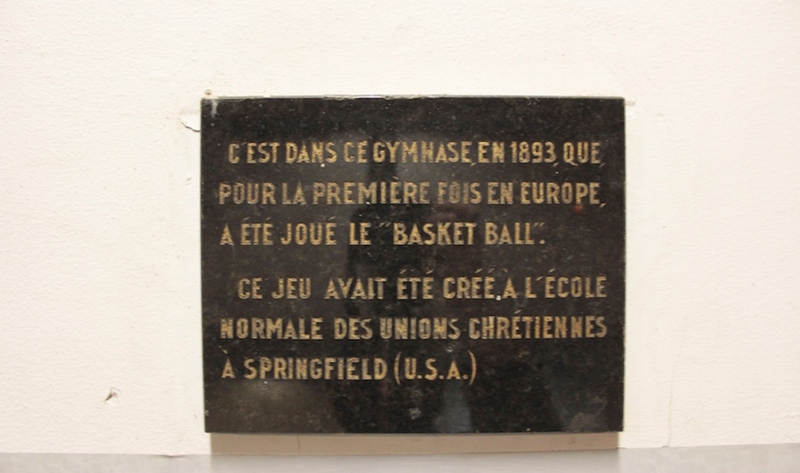 C'EST DANS CE GYMNASE, EN 1893 QUE,
POUR LA PREMIÈRE FOIS EN EUROPE,
A ÉTÉ JOUÉ LE "BASKET BALL".
CE JEU AVAIT ÉTÉ CRÉÉ, A L'ÉCOLE
NORMALE DES UNIONS CHRÉTIENNES
À SPRINGFIELD (U.S.A.)